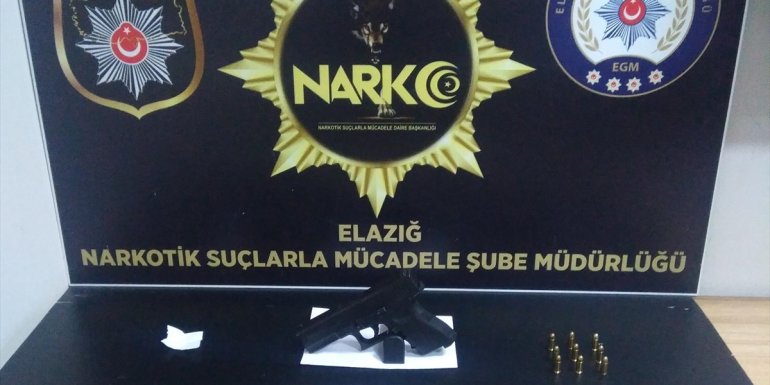 NARKO
NARKOTİK SUÇLARLA MÜCADELE DAİRE BAŞKANLIĞI
EGM
ELAZIĞ
NARKOTİK SUÇLARLA MÜCADELE ŞUBE MÜDÜRLÜĞÜ